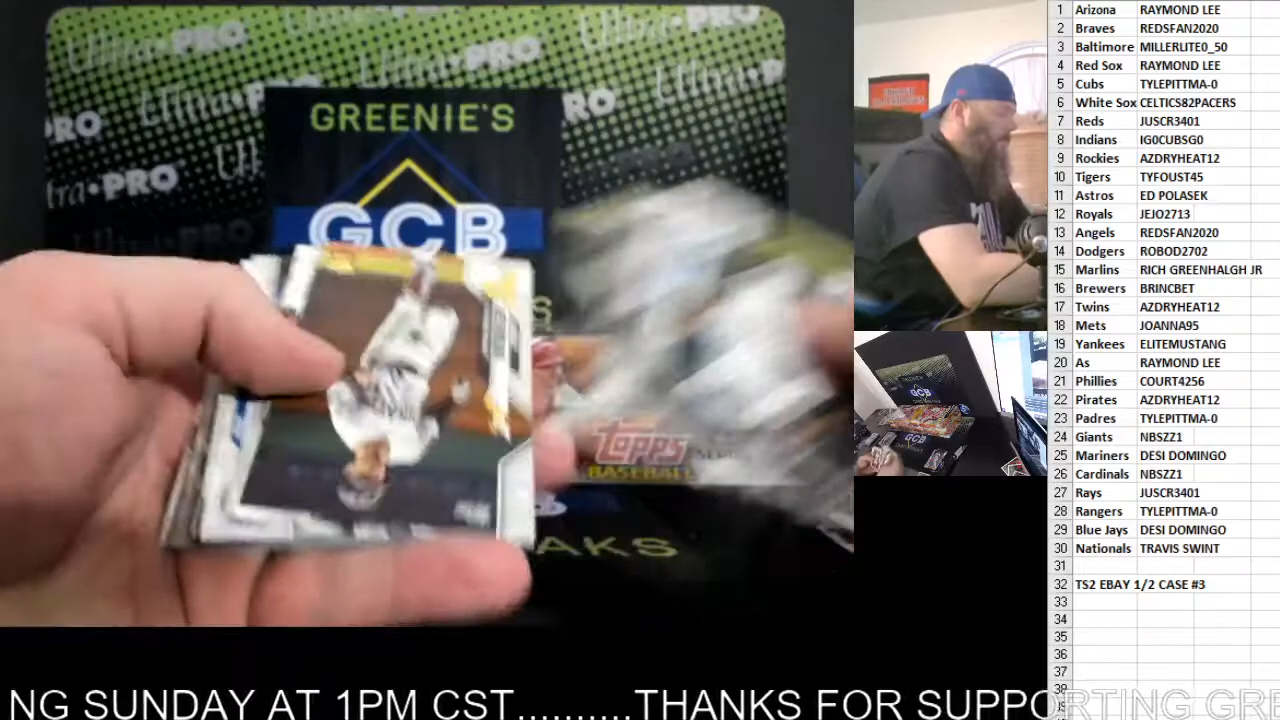 Ultra•PRO
GREENIE'S
GCB
Topps
BASEBALL
AKS
1 Arizona RAYMOND LEE
2 Braves REDSFAN2020
3 Baltimore MILLERLITE0_50
4 Red Sox RAYMOND LEE
5 Cubs TYLEPITTMA-0
6 White Sox CELTICS82PACERS
7 Reds JUSCR3401
8 Indians IG0CUBSG0
9 Rockies AZDRYHEAT12
10 Tigers TYFOUST45
11 Astros ED POLASEK
12 Royals JEJO2713
13 Angels REDSFAN2020
14 Dodgers ROBOD2702
15 Marlins RICH GREENHALGH JR
16 Brewers BRINCBET
17 Twins AZDRYHEAT12
18 Mets JOANNA95
19 Yankees ELITEMUSTANG
20 As RAYMOND LEE
21 Phillies COURT4256
22 Pirates AZDRYHEAT12
23 Padres TYLEPITTMA-0
24 Giants NBSZZ1
25 Mariners DESI DOMINGO
26 Cardinals NBSZZ1
27 Rays JUSCR3401
28 Rangers TYLEPITTMA-0
29 Blue Jays DESI DOMINGO
30 Nationals TRAVIS SWINT
31
32 TS2 EBAY 1/2 CASE #3
33
34
35
36
37
38
NG SUNDAY AT 1PM CST..........THANKS FOR SUPPORTING GRE